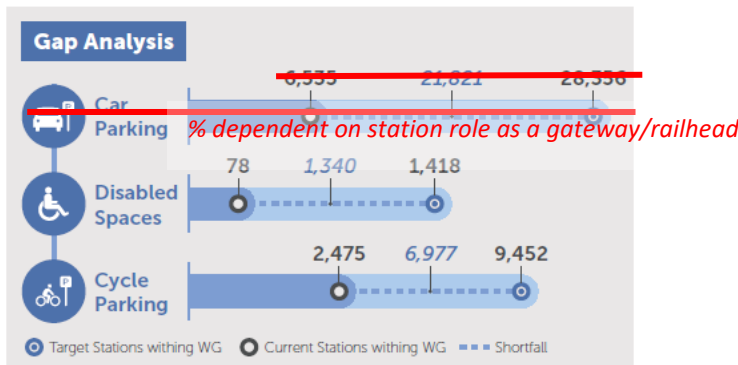 Gap Analysis
6,535 21,821 28,356
Car
Parking
% dependent on station role as a gateway/railhead
78 1,340 1,418
Disabled
Spaces
2,475 6,977 9,452
Cycle
Parking
Target Stations withing WG Current Stations withing WG Shortfall